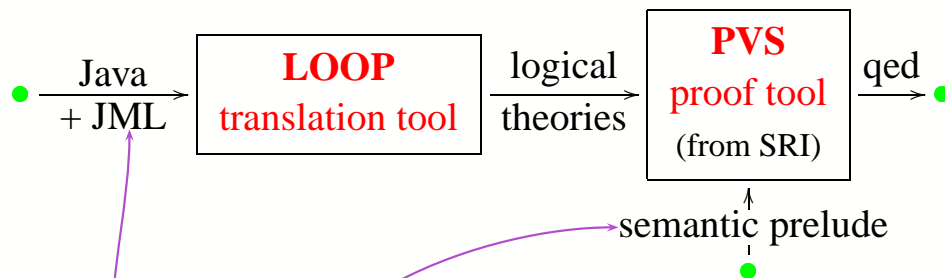 Java
+ JML
LOOP
translation tool
logical
theories
PVS
proof tool
(from SRI)
qed
semantic prelude